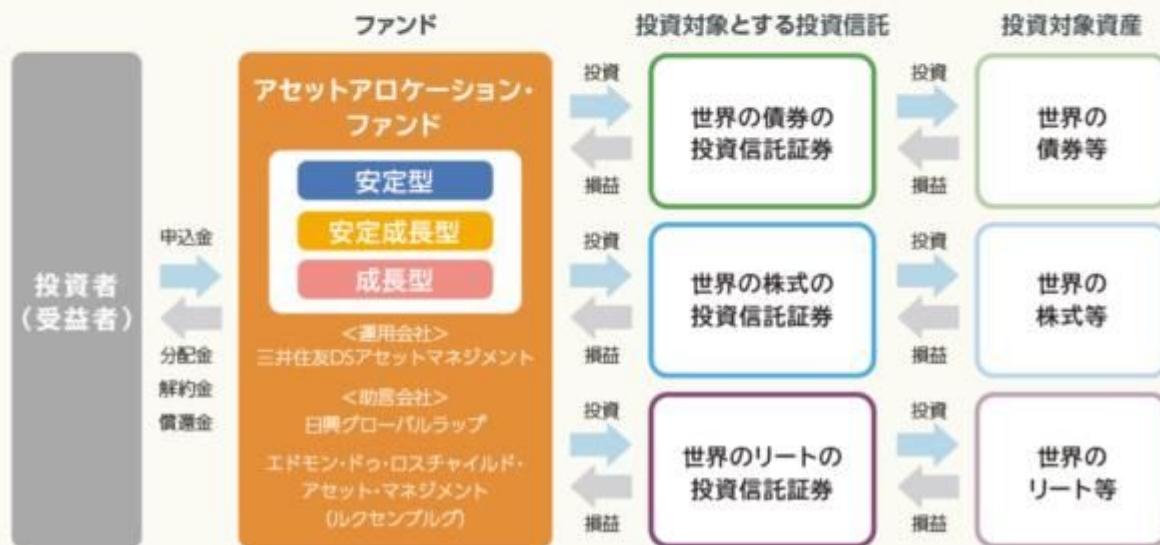 ファンド
投資対象とする投資信託
投資対象資産
投資者
（受益者）
申込金
分配金
解約金
償還金
アセットアロケーション・
ファンド
安定型
安定成長型
成長型
＜運用会社＞
三井住友DSアセットマネジメント
＜助言会社＞
日興グローバルラップ
エドモン・ドゥ・ロスチャイルド・
アセット・マネジメント
(ルクセンブルグ)
投資
損益
世界の債券の
投資信託証券
投資
損益
世界の
債券等
投資
損益
世界の株式の
投資信託証券
投資
損益
世界の
株式等
投資
損益
世界のリートの
投資信託証券
投資
損益
世界の
リート等